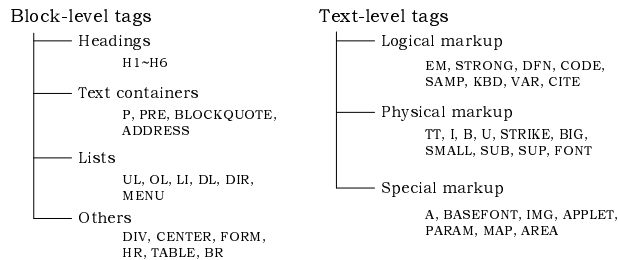 Block-level tags
Headings
H1~H6
Text containers
P, PRE, BLOCKQUOTE,
ADDRESS
Lists
UL, OL, LI, DL, DIR,
MENU
Others
DIV, CENTER, FORM,
HR, TABLE, BR
Text-level tags
Logical markup
EM, STRONG, DFN, CODE,
SAMP, KBD, VAR, CITE
Physical markup
TT, I, B, U, STRIKE, BIG,
SMALL, SUB, SUP, FONT
Special markup
A, BASEFONT, IMG, APPLET,
PARAM, MAP, AREA